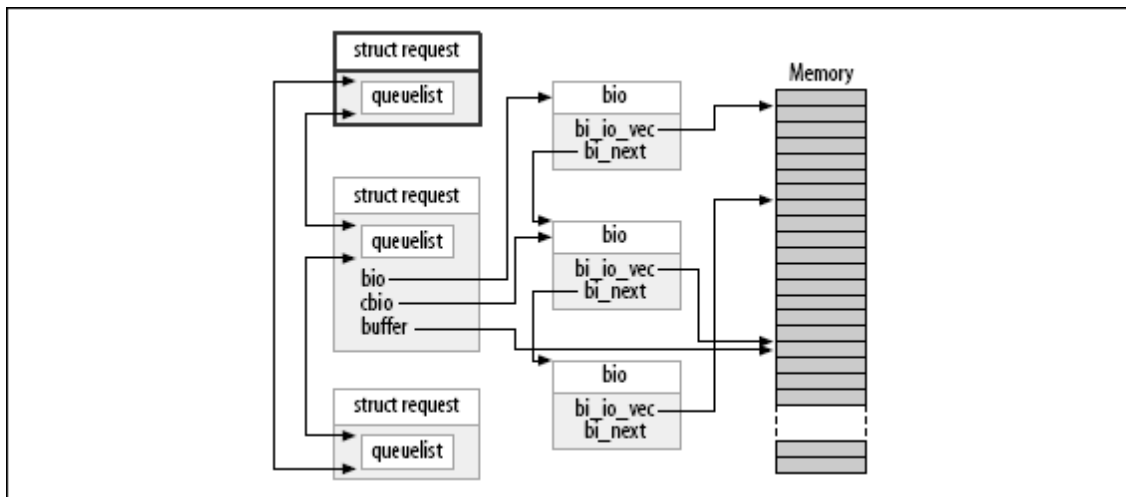 struct request
queuelist
struct request
queuelist
bio
cbio
buffer
struct request
queuelist
bio
bi_io_vec
bi_next
bio
bi_io_vec
bi_next
bio
bi_io_vec
bi_next
Memory